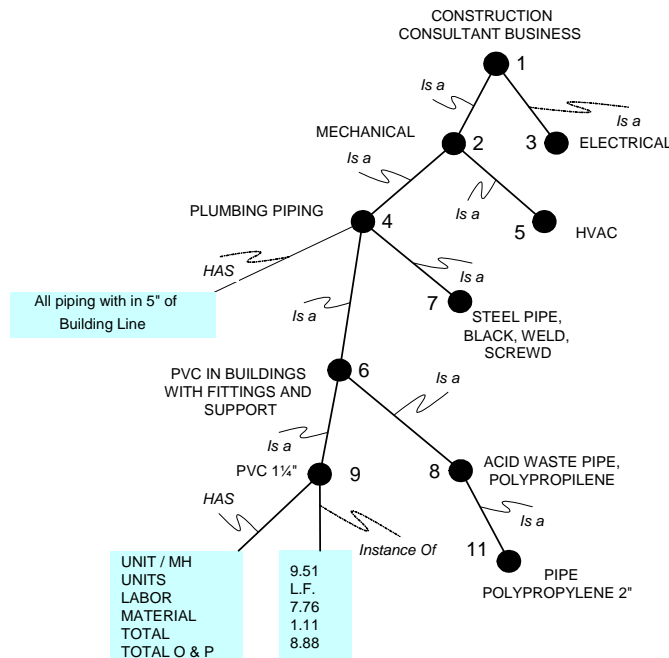 CONSTRUCTION
CONSULTANT BUSINESS
1
Is a
Is a
MECHANICAL
2
3
ELECTRICAL
Is a
Is a
PLUMBING PIPING
4
5
HVAC
HAS
Is a
All piping with in 5" of
Building Line
7
Is a
STEEL PIPE,
BLACK, WELD,
SCREWD
PVC IN BUILDINGS
WITH FITTINGS AND
SUPPORT
6
Is a
Is a
PVC 1¼"
9
8
ACID WASTE PIPE,
POLYPROPILENE
HAS
Is a
Instance Of
11
PIPE
POLYPROPYLENE 2"
UNIT / MH
UNITS
LABOR
MATERIAL
TOTAL
TOTAL O & P
9.51
L.F.
7.76
1.11
8.88